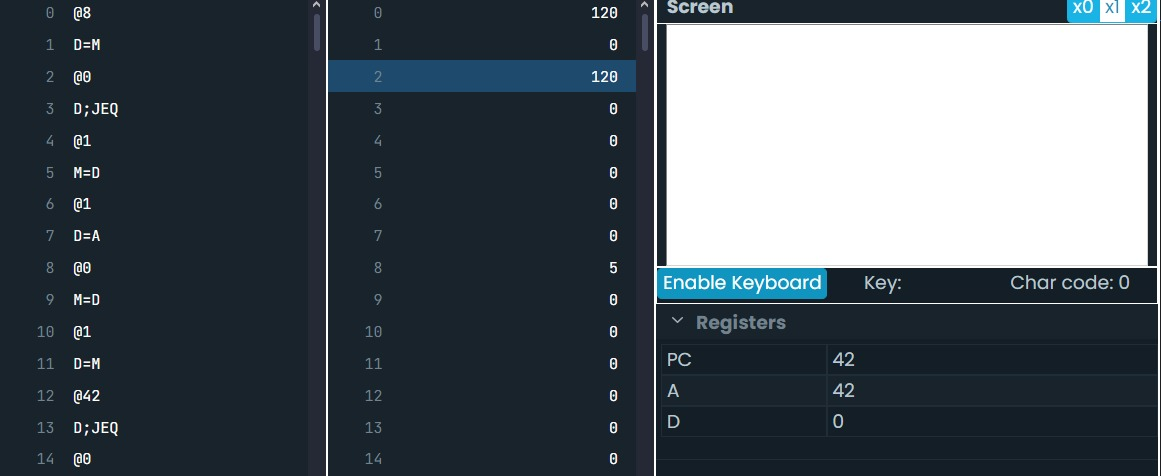 0 @8
1 D=M
2 @0
3 D;JEQ
4 @1
5 M=D
6 @1
7 D=A
8 @0
9 M=D
10 @1
11 D=M
12 @42
13 D;JEQ
14 @0
0 120
1 0
2 120
3 0
4 0
5 0
6 0
7 0
8 5
9 0
10 0
11 0
12 0
13 0
14 0
Screen x0 x1 x2
Enable Keyboard Key: Char code: 0
Registers
PC 42
A 42
D 0